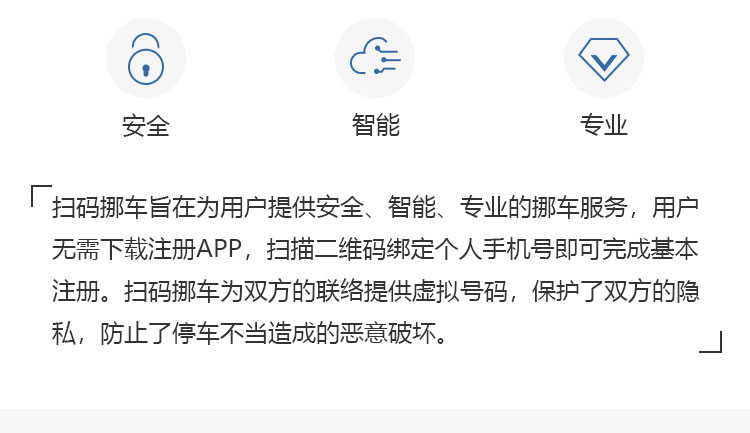 安全
智能
专业
扫码挪车旨在为用户提供安全、智能、专业的挪车服务，用户
无需下载注册APP，扫描二维码绑定个人手机号即可完成基本
注册。扫码挪车为双方的联络提供虚拟号码，保护了双方的隐
私，防止了停车不当造成的恶意破坏。